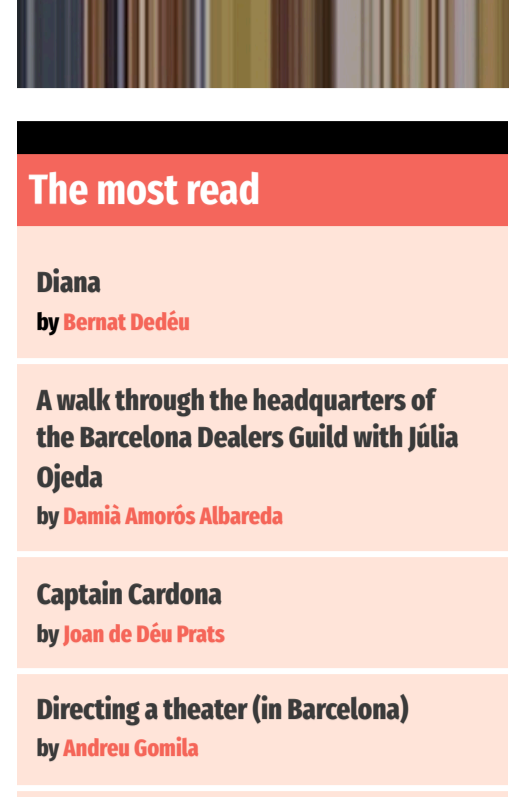 The most read
Diana
by Bernat Dedéu
A walk through the headquarters of
the Barcelona Dealers Guild with Júlia
Ojeda
by Damià Amorós Albareda
Captain Cardona
by Joan de Déu Prats
Directing a theater (in Barcelona)
by Andreu Gomila